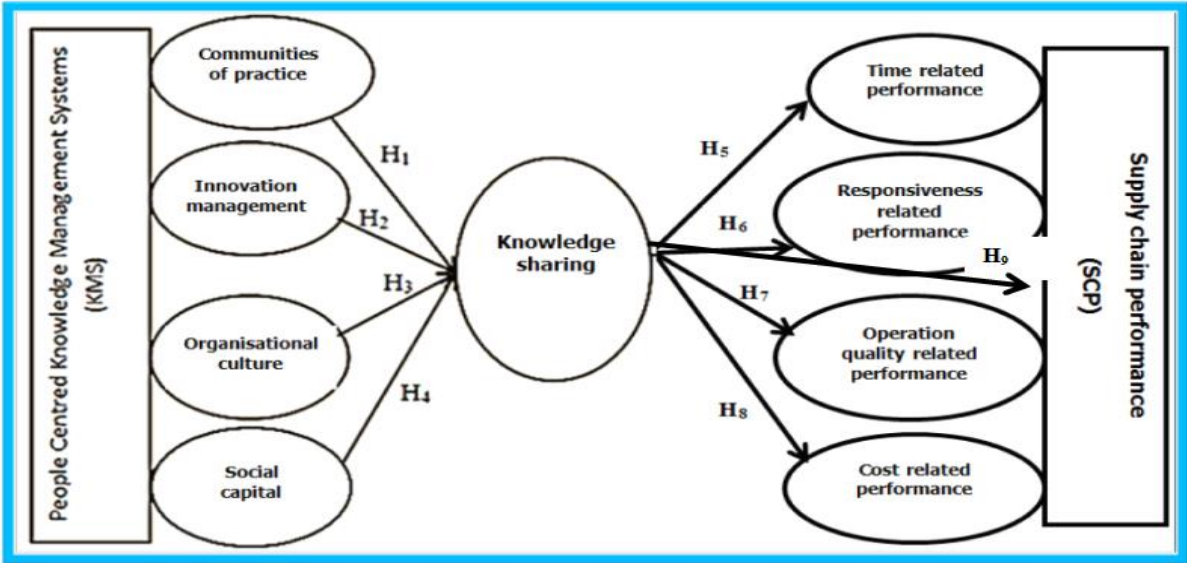 People Centred Knowledge Management Systems
(KMS)
Communities
of practice
Innovation
management
Organisational
culture
Social
capital
H₁
H₂
H₃
H₄
Knowledge
sharing
H₅
H₆
H₇
H₈
H₉
Time related
performance
Responsiveness
related
performance
Operation
quality related
performance
Cost related
performance
Supply chain performance
(SCP)